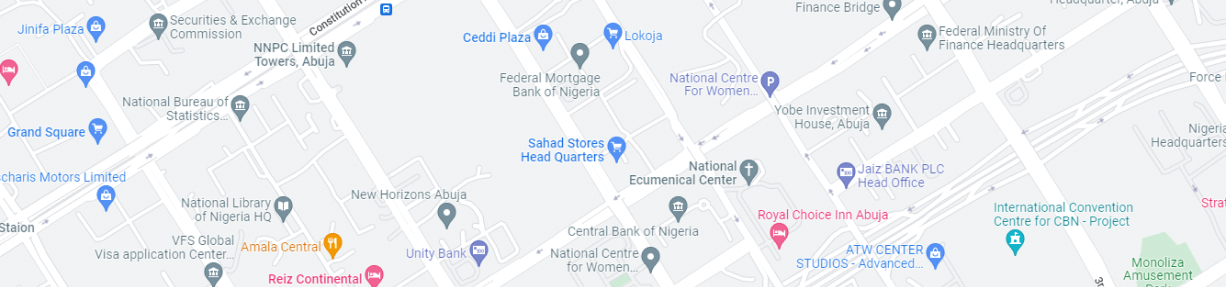 Jinfa Plaza
Securities & Exchange
Commission
Constitution
NNPC Limited
Towers, Abuja
Ceddi Plaza
Lokoja
Federal Mortgage
Bank of Nigeria
National Centre
For Women...
Finance Bridge
Headquarter, Abuja
Federal Ministry Of
Finance Headquarters
Force
National Bureau of
Statistics...
Grand Square
Yobe Investment
House, Abuja
Nigeria
Headquarters
Sahad Stores
Head Quarters
National
Ecumenical Center
Jaiz BANK PLC
Head Office
scharis Motors Limited
National Library
of Nigeria HQ
New Horizons Abuja
Central Bank of Nigeria
Royal Choice Inn Abuja
International Convention
Centre for CBN - Project
Strat
Staion
VFS Global
Visa application Center...
Amala Central
Unity Bank
National Centre
for Women...
ATW CENTER
STUDIOS - Advanced...
Monoliza
Amusement
Reiz Continental
P